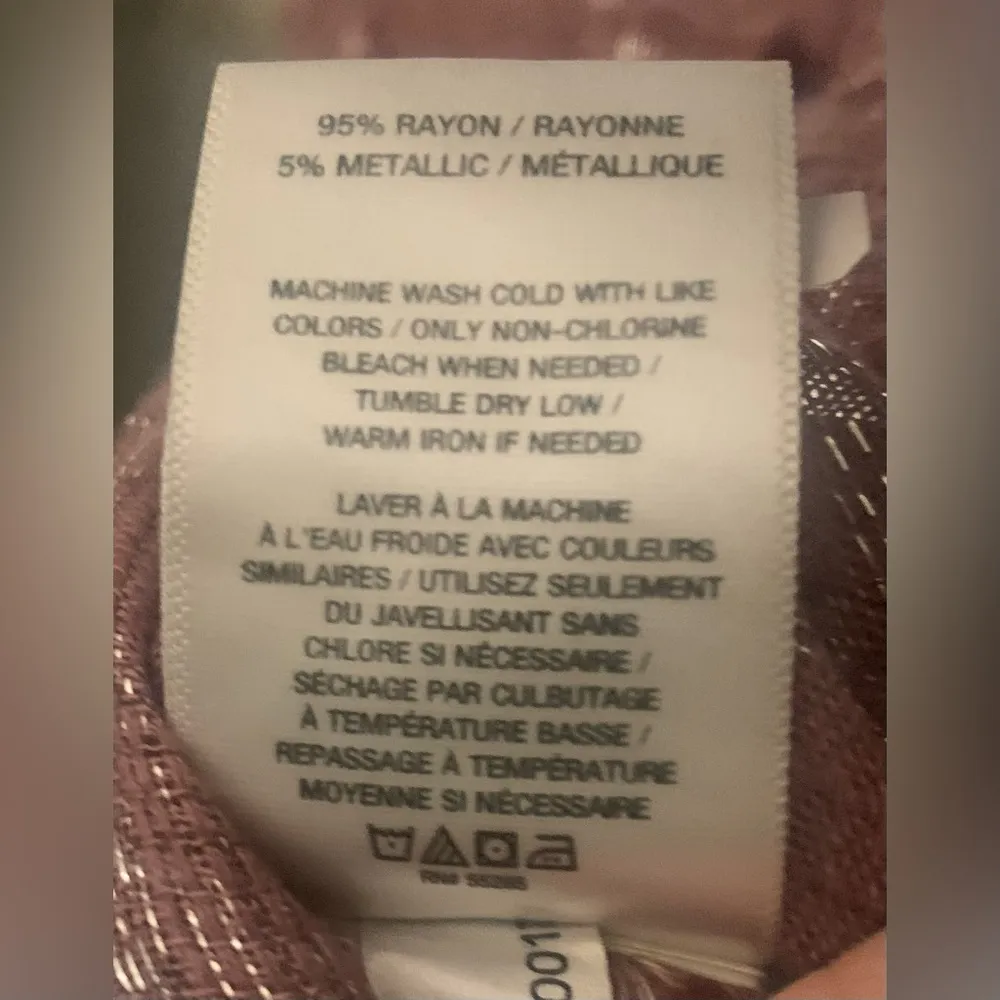 95% RAYON / RAYONNE
5% METALLIC / MÉTALLIQUE
MACHINE WASH COLD WITH LIKE
COLORS / ONLY NON-CHLORINE
BLEACH WHEN NEEDED /
TUMBLE DRY LOW /
WARM IRON IF NEEDED
LAVER À LA MACHINE
À L'EAU FROIDE AVEC COULEURS
SIMILAIRES / UTILISEZ SEULEMENT
DU JAVELLISANT SANS
CHLORE SI NÉCESSAIRE /
SÉCHAGE PAR CULBUTAGE
À TEMPÉRATURE BASSE /
REPASSAGE À TEMPÉRATURE
MOYENNE SI NÉCESSAIRE
RN#